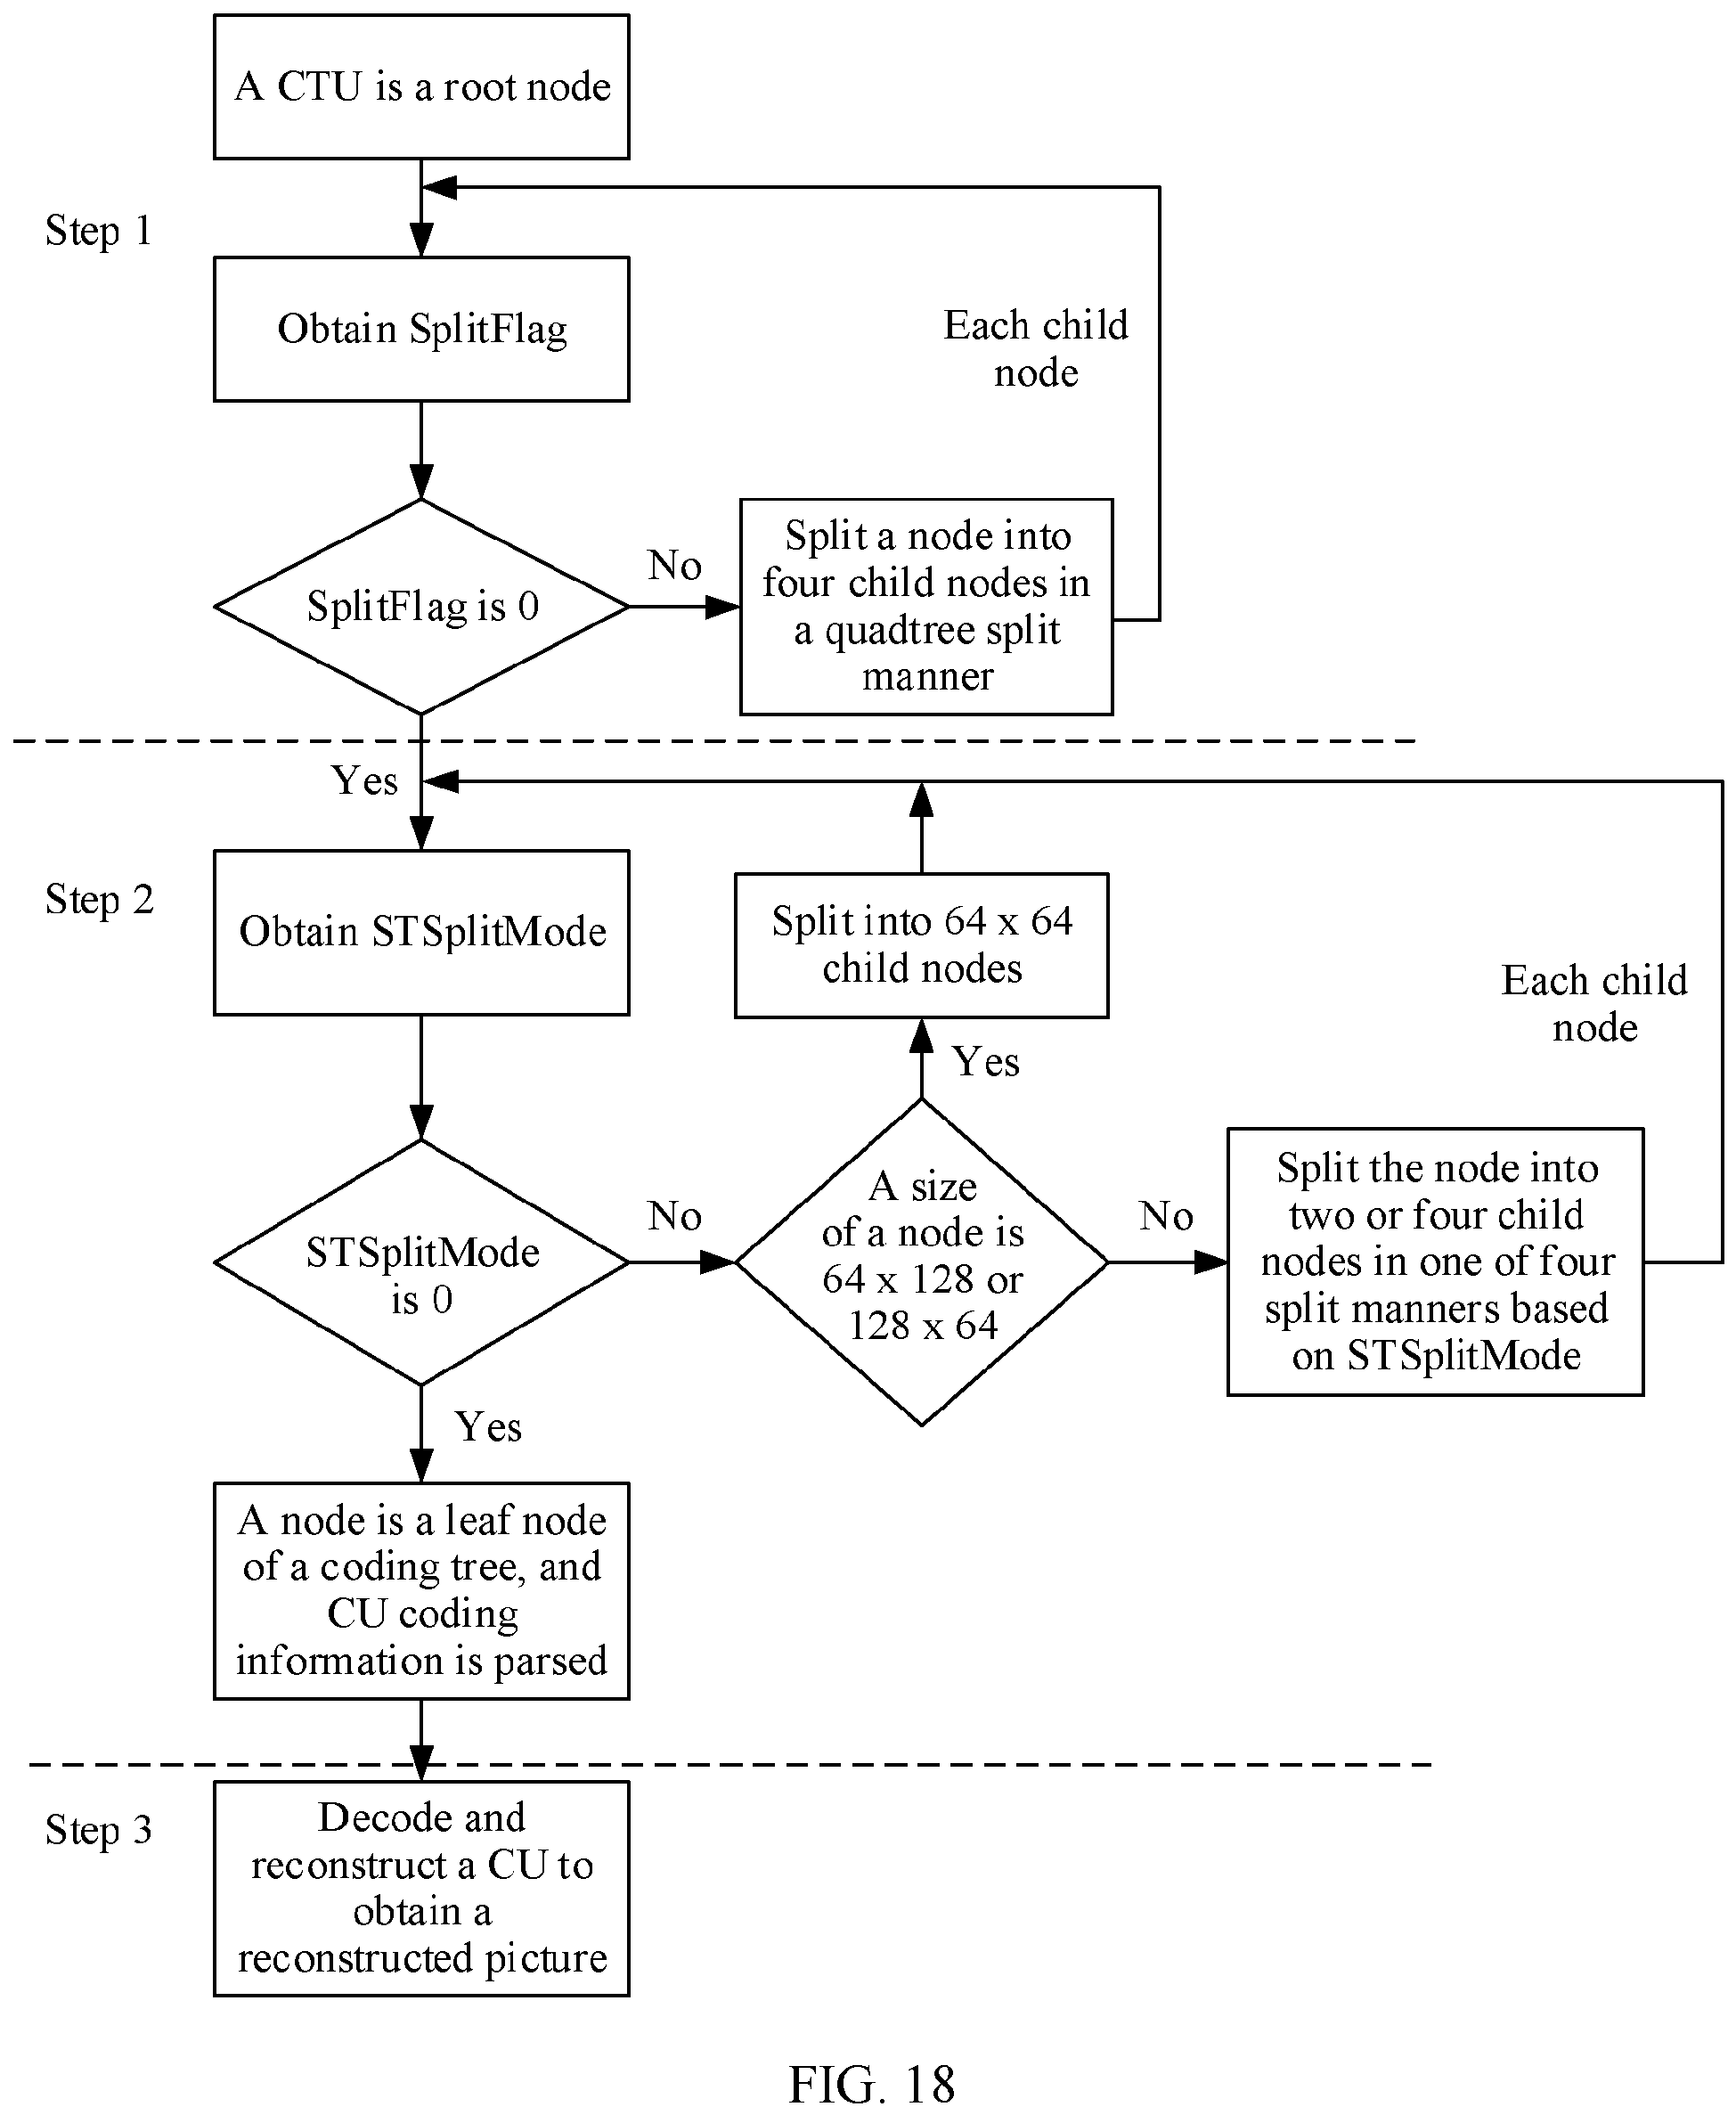 A CTU is a root node
Step 1
Obtain SplitFlag
Each child
node
SplitFlag is 0
No
Split a node into
four child nodes in
a quadtree split
manner
Yes
Step 2
Obtain STSplitMode
Split into 64 x 64
child nodes
Each child
node
Yes
STSplitMode
is 0
No
A size
of a node is
64 x 128 or
128 x 64
No
Split the node into
two or four child
nodes in one of four
split manners based
on STSplitMode
Yes
A node is a leaf node
of a coding tree, and
CU coding
information is parsed
Step 3
Decode and
reconstruct a CU to
obtain a
reconstructed picture
FIG. 18